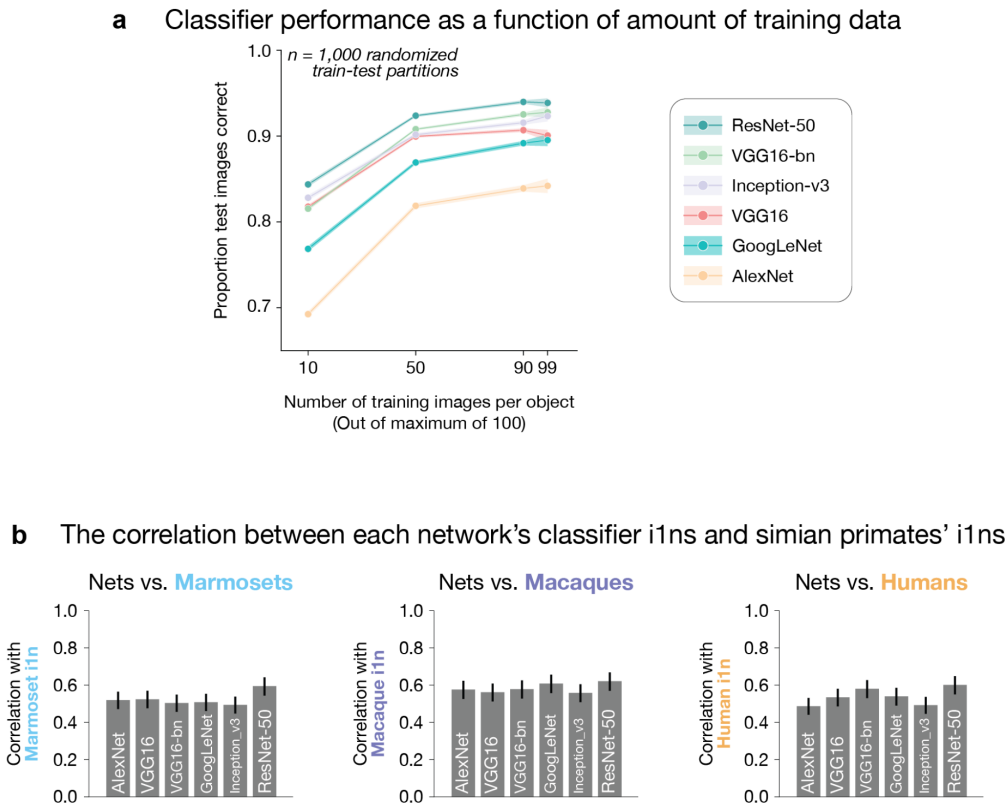 a Classifier performance as a function of amount of training data
n = 1,000 randomized
train-test partitions
1.0
0.9
0.8
0.7
Proportion test images correct
10 50 90 99
Number of training images per object
(Out of maximum of 100)
ResNet-50
VGG16-bn
Inception-v3
VGG16
GoogLeNet
AlexNet
b The correlation between each network's classifier i1ns and simian primates' i1ns
Nets vs. Marmosets
Correlation with
Marmoset i1n
1.0
0.8
0.6
0.4
0.2
0.0
AlexNet
VGG16
VGG16-bn
GoogLeNet
Inception_v3
ResNet-50
Nets vs. Macaques
Correlation with
Macaque i1n
1.0
0.8
0.6
0.4
0.2
0.0
AlexNet
VGG16
VGG16-bn
GoogLeNet
Inception_v3
ResNet-50
Nets vs. Humans
Correlation with
Human i1n
1.0
0.8
0.6
0.4
0.2
0.0
AlexNet
VGG16
VGG16-bn
GoogLeNet
Inception_v3
ResNet-50